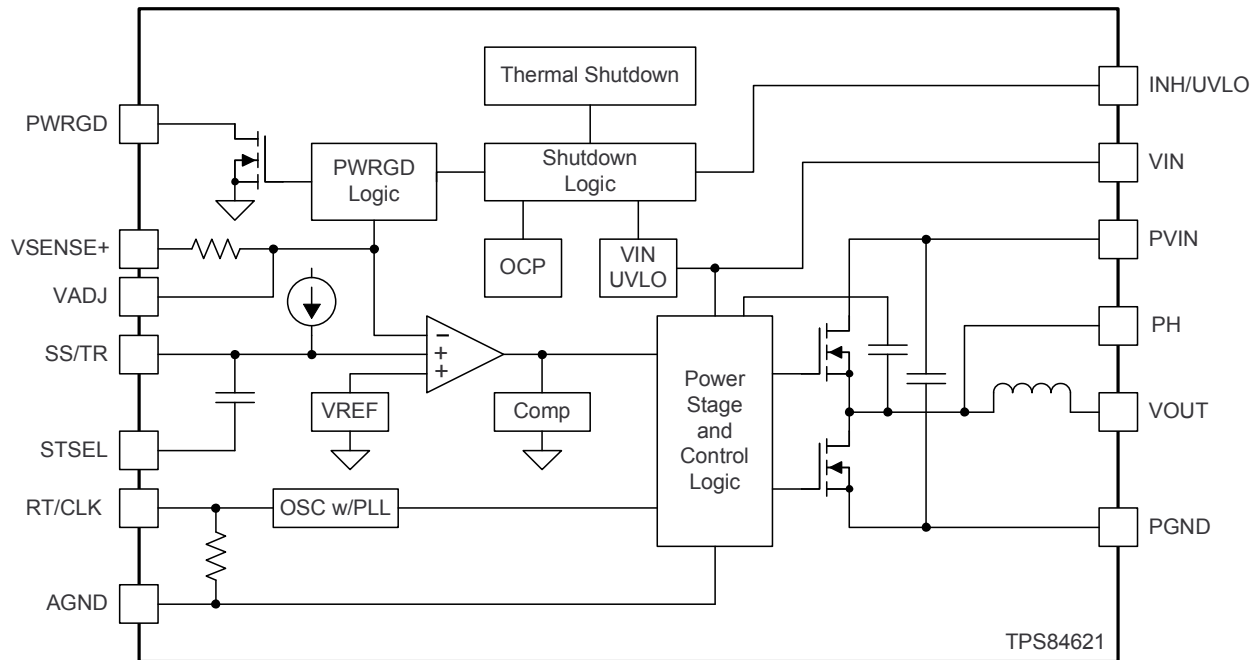 Thermal Shutdown
INH/UVLO
PWRGD
PWRGD
Logic
Shutdown
Logic
VIN
VSENSE+
OCP
VIN
UVLO
PVIN
VADJ
SS/TR
−
+
+
PH
VREF
Comp
Power
Stage
and
Control
Logic
VOUT
STSEL
RT/CLK
OSC w/PLL
PGND
AGND
TPS84621